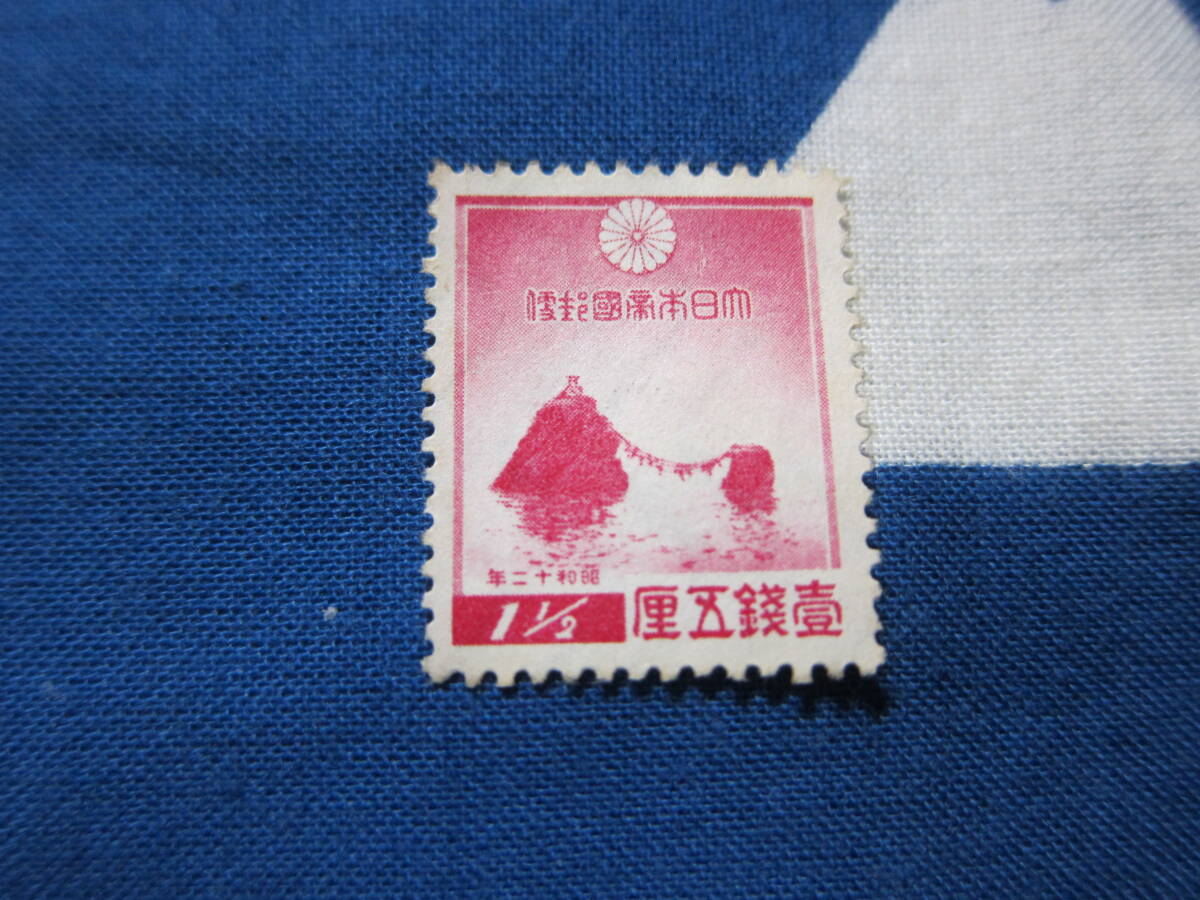 大日本帝國郵便
昭和十二年
1 1/2
壹錢五厘